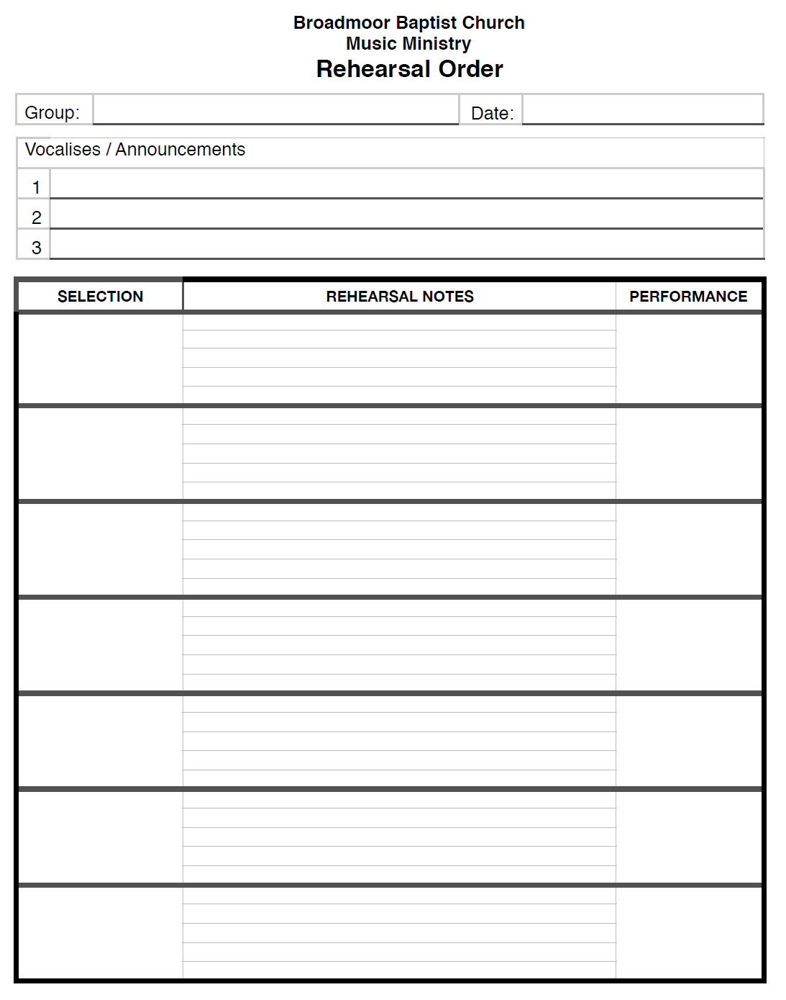 Broadmoor Baptist Church
Music Ministry
Rehearsal Order
Group: Date:
Vocalises / Announcements
1
2
3
SELECTION REHEARSAL NOTES PERFORMANCE